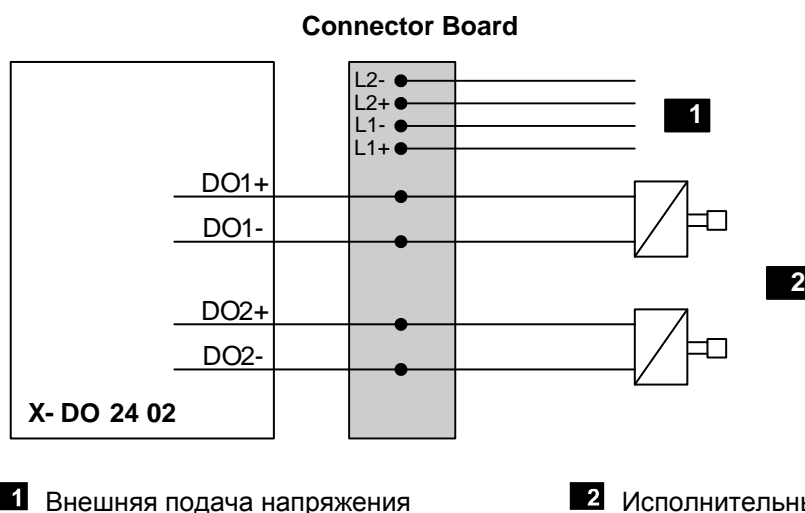 Connector Board
L2-
L2+
L1-
L1+
1
DO1+
DO1-
2
DO2+
DO2-
X- DO 24 02
1 Внешняя подача напряжения
2